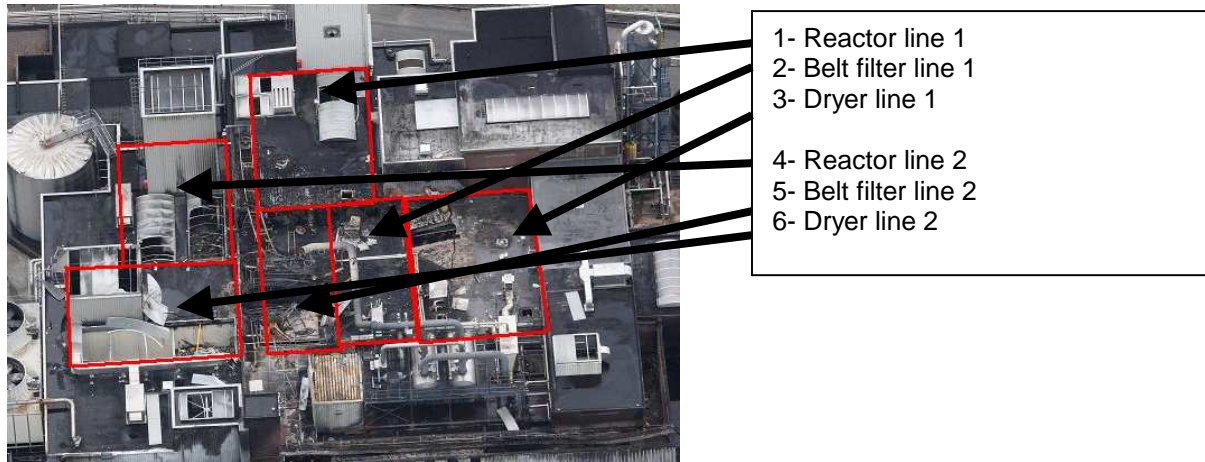 1- Reactor line 1
2- Belt filter line 1
3- Dryer line 1
4- Reactor line 2
5- Belt filter line 2
6- Dryer line 2